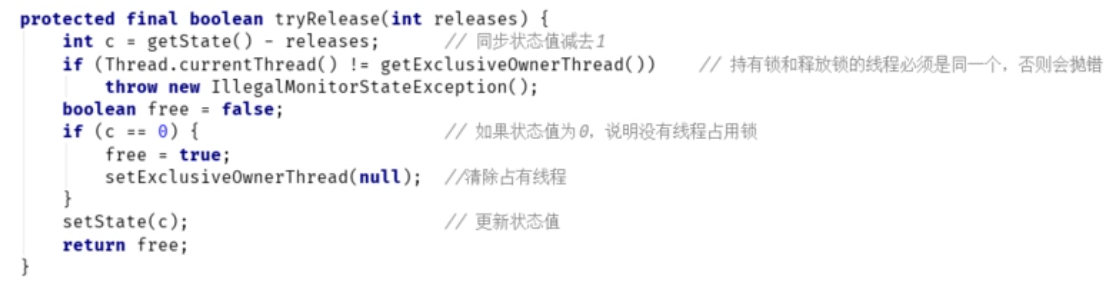 protected final boolean tryRelease(int releases) {
    int c = getState() - releases;      // 同步状态值减去1
    if (Thread.currentThread() != getExclusiveOwnerThread())    // 持有锁和释放锁的线程必须是同一个，否则会抛错
        throw new IllegalMonitorStateException();
    boolean free = false;
    if (c == 0) {                       // 如果状态值为0，说明没有线程占用锁
        free = true;
        setExclusiveOwnerThread(null);  //清除占有线程
    }
    setState(c);                        // 更新状态值
    return free;
}